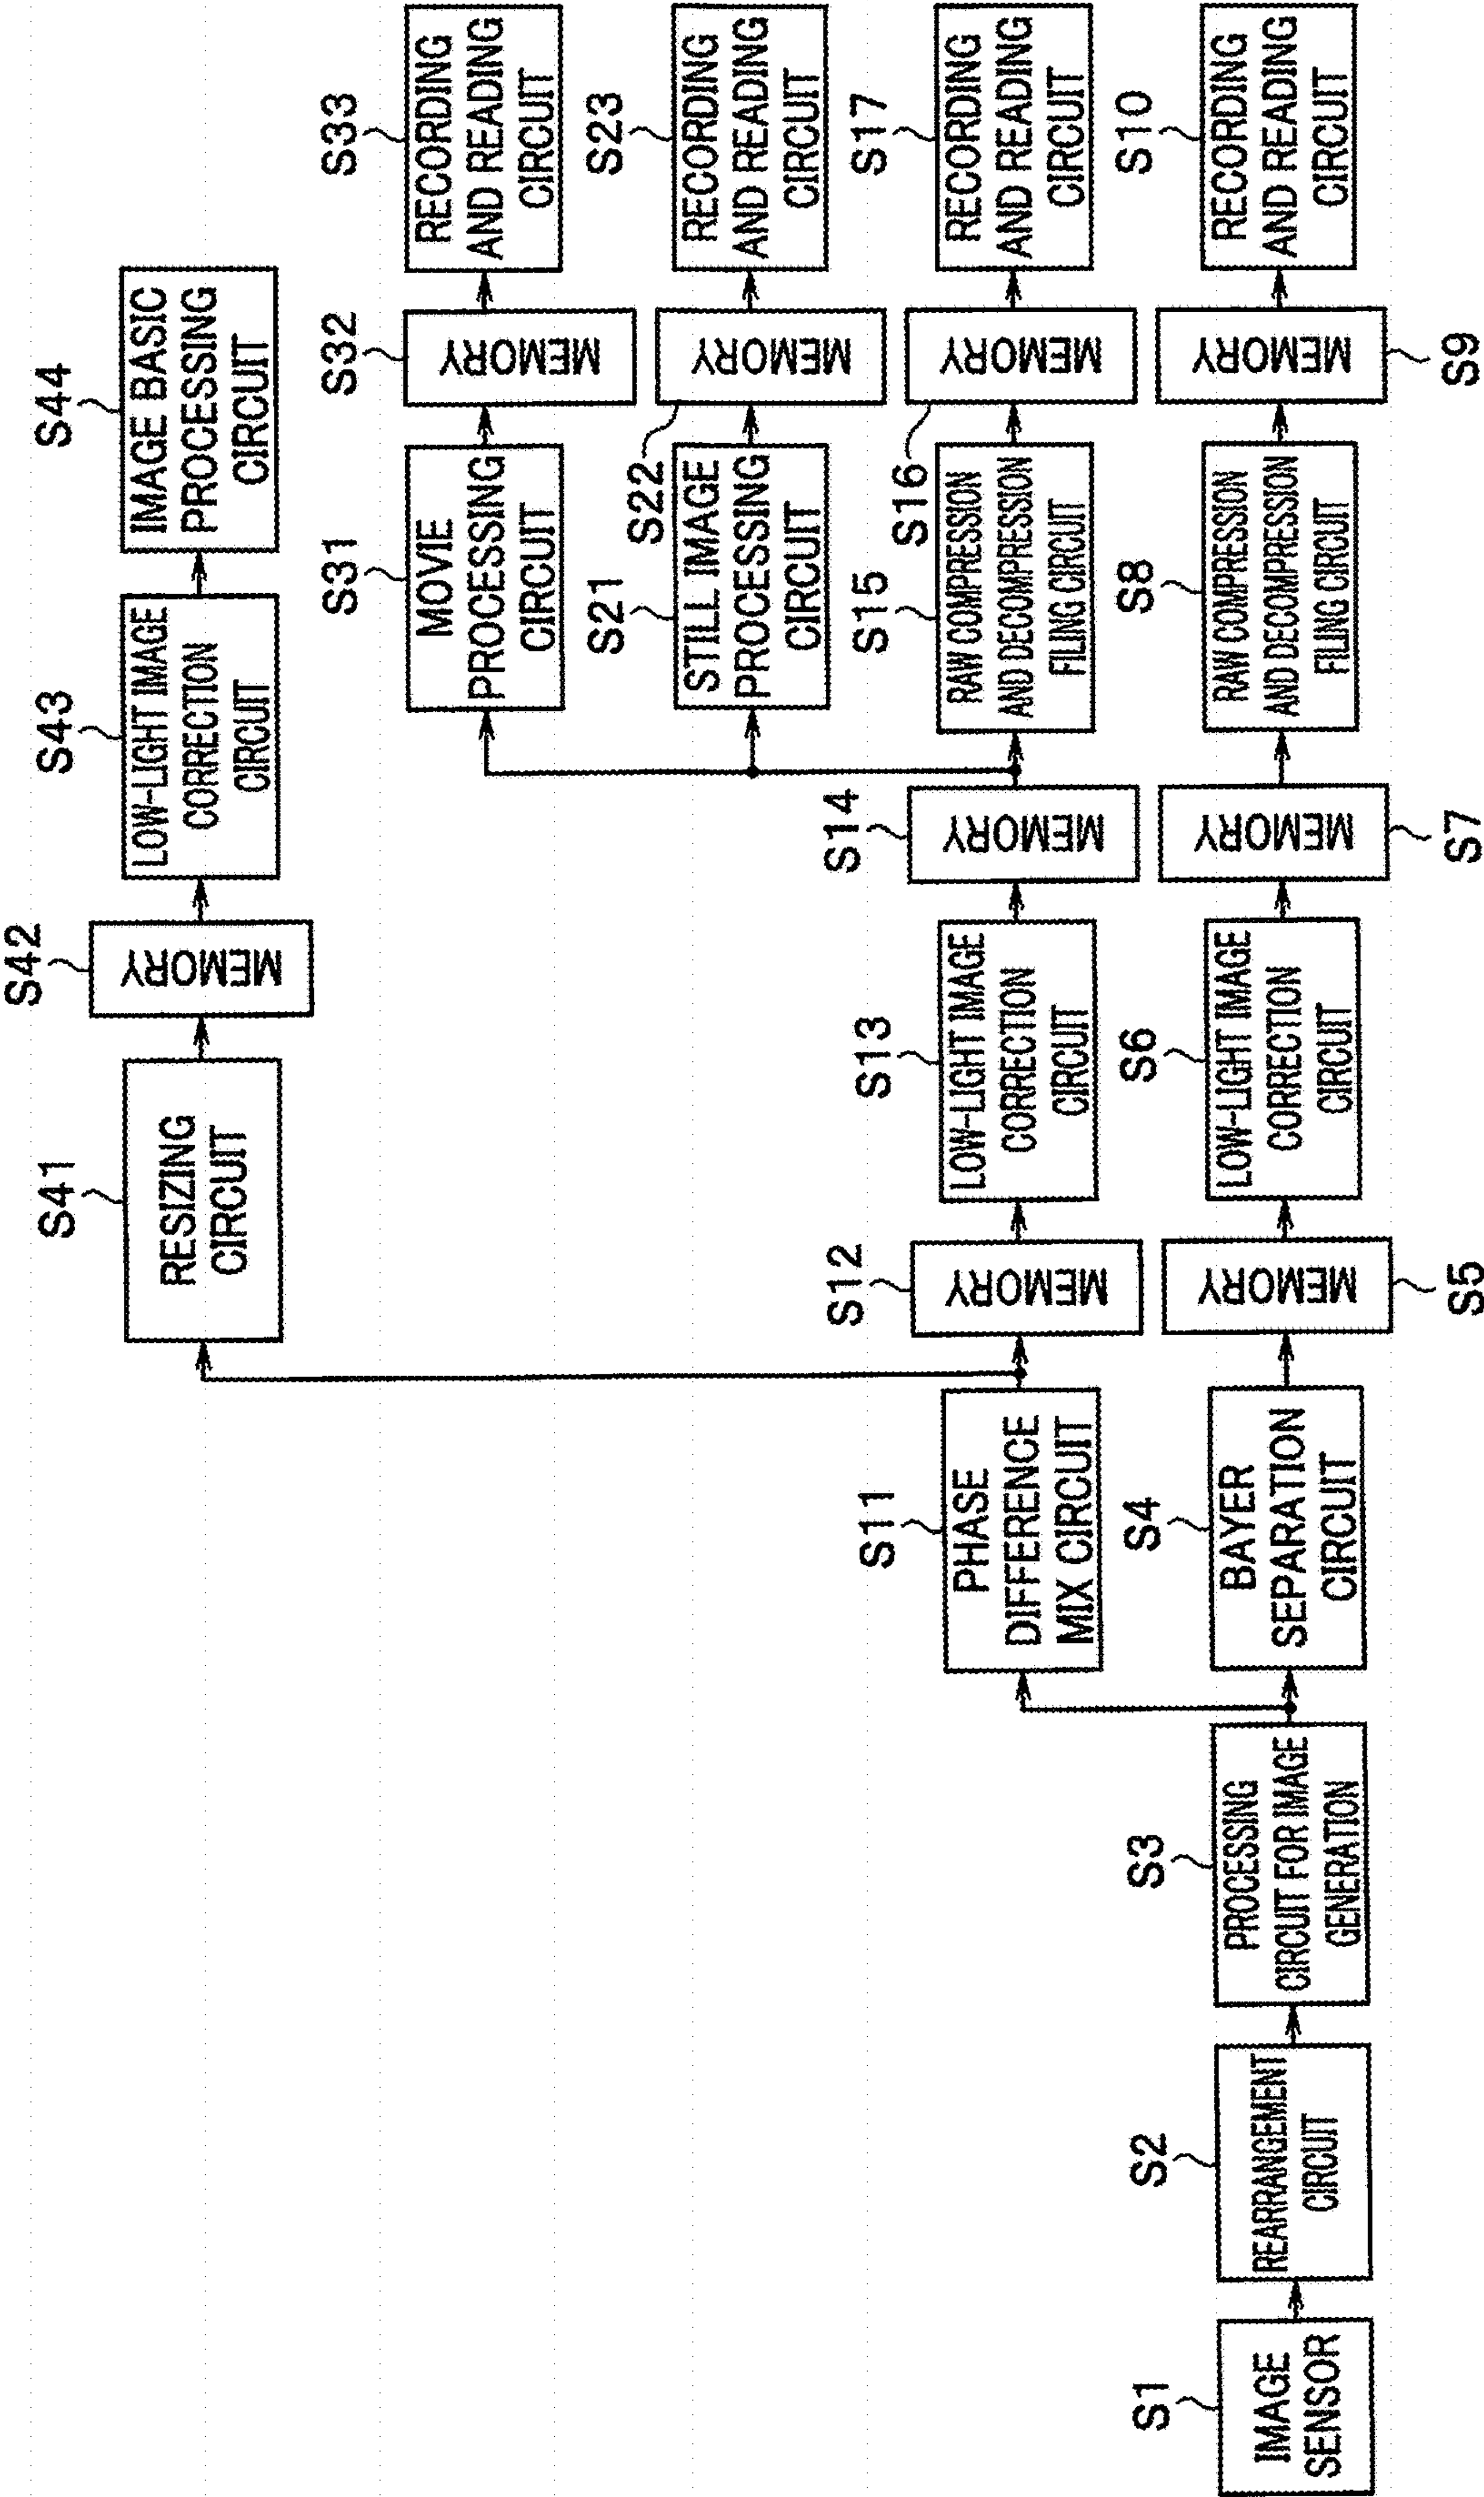 S41
RESIZING
CIRCUIT
S42
MEMORY
S43
LOW-LIGHT IMAGE
CORRECTION
CIRCUIT
S44
IMAGE BASIC
PROCESSING
CIRCUIT
S31
MOVIE
PROCESSING
CIRCUIT
S32
MEMORY
S33
RECORDING
AND READING
CIRCUIT
S21
STILL IMAGE
PROCESSING
CIRCUIT
S22
MEMORY
S23
RECORDING
AND READING
CIRCUIT
S11
PHASE
DIFFERENCE
MIX CIRCUIT
S12
MEMORY
S13
LOW-LIGHT IMAGE
CORRECTION
CIRCUIT
S14
MEMORY
S15
RAW COMPRESSION
AND DECOMPRESSION
FILING CIRCUIT
S16
MEMORY
S17
RECORDING
AND READING
CIRCUIT
S1
IMAGE
SENSOR
S2
REARRANGEMENT
CIRCUIT
S3
PROCESSING
CIRCUIT FOR IMAGE
GENERATION
S4
BAYER
SEPARATION
CIRCUIT
S5
MEMORY
S6
LOW-LIGHT IMAGE
CORRECTION
CIRCUIT
S7
MEMORY
S8
RAW COMPRESSION
AND DECOMPRESSION
FILING CIRCUIT
S9
MEMORY
S10
RECORDING
AND READING
CIRCUIT